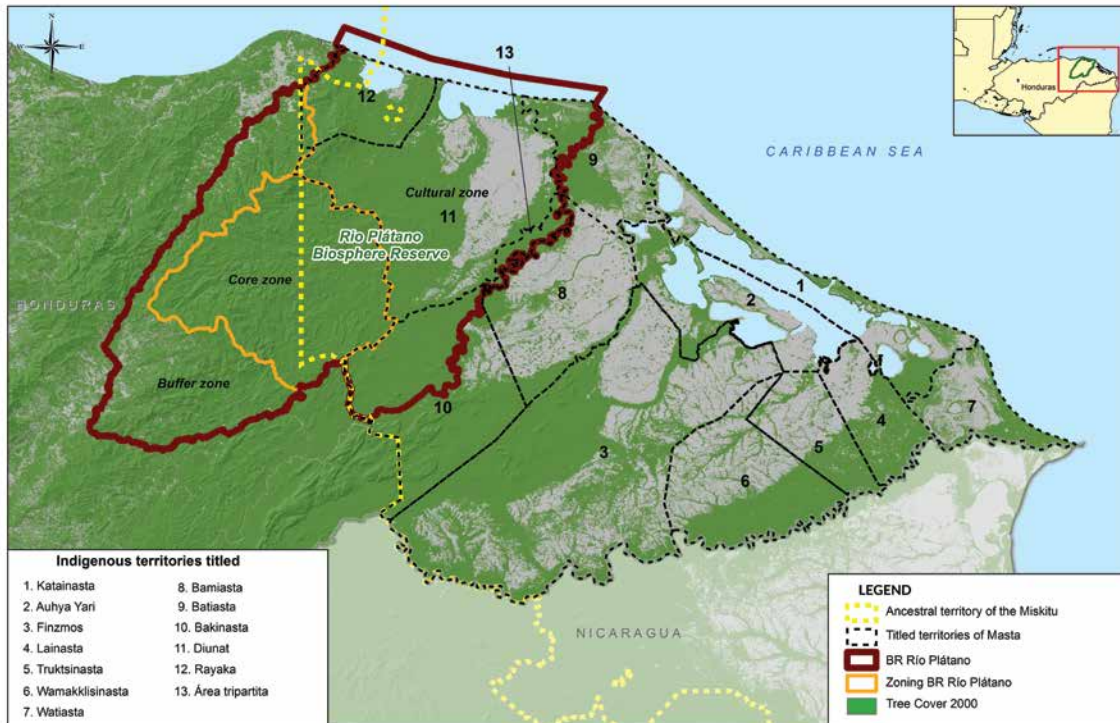 N
W
E
S
13
Honduras
12
CARIBBEAN SEA
9
Cultural zone
11
Río Plátano
Biosphere Reserve
Core zone
1
HONDURAS
8
2
Buffer zone
10
7
4
3
5
6
Indigenous territories titled
1. Katainasta
2. Auhya Yari
3. Finzmos
4. Lainasta
5. Truktsinasta
6. Wamakklisinasta
7. Watiasta
8. Bamiasta
9. Batiasta
10. Bakinasta
11. Diunat
12. Rayaka
13. Área tripartita
NICARAGUA
LEGEND
Ancestral territory of the Miskitu
Titled territories of Masta
BR Río Plátano
Zoning BR Río Plátano
Tree Cover 2000